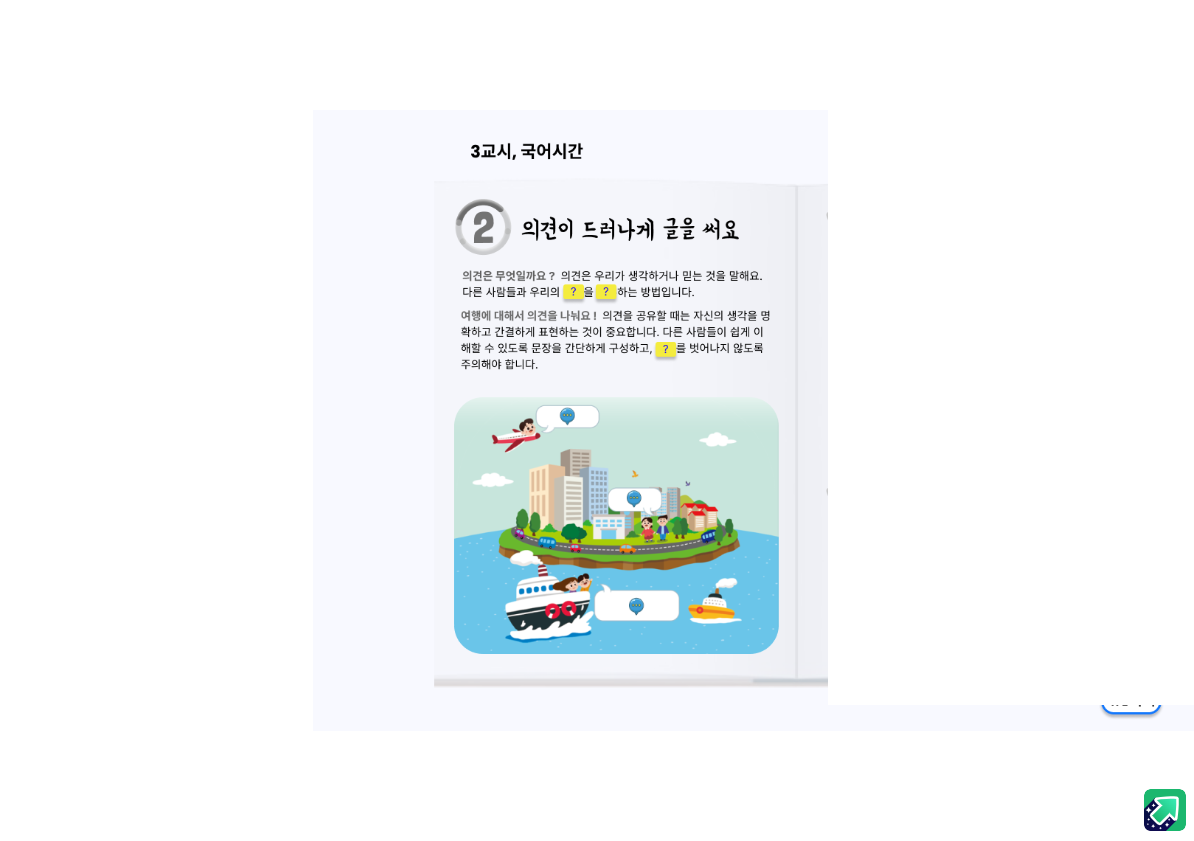 3교시, 국어시간
2
의견이 드러나게 글을 써요
의견은 무엇일까요 ? 의견은 우리가 생각하거나 믿는 것을 말해요.
다른 사람들과 우리의 ? 을 ? 하는 방법입니다.
여행에 대해서 의견을 나눠요 ! 의견을 공유할 때는 자신의 생각을 명
확하고 간결하게 표현하는 것이 중요합니다. 다른 사람들이 쉽게 이
해할 수 있도록 문장을 간단하게 구성하고, ? 를 벗어나지 않도록
주의해야 합니다.